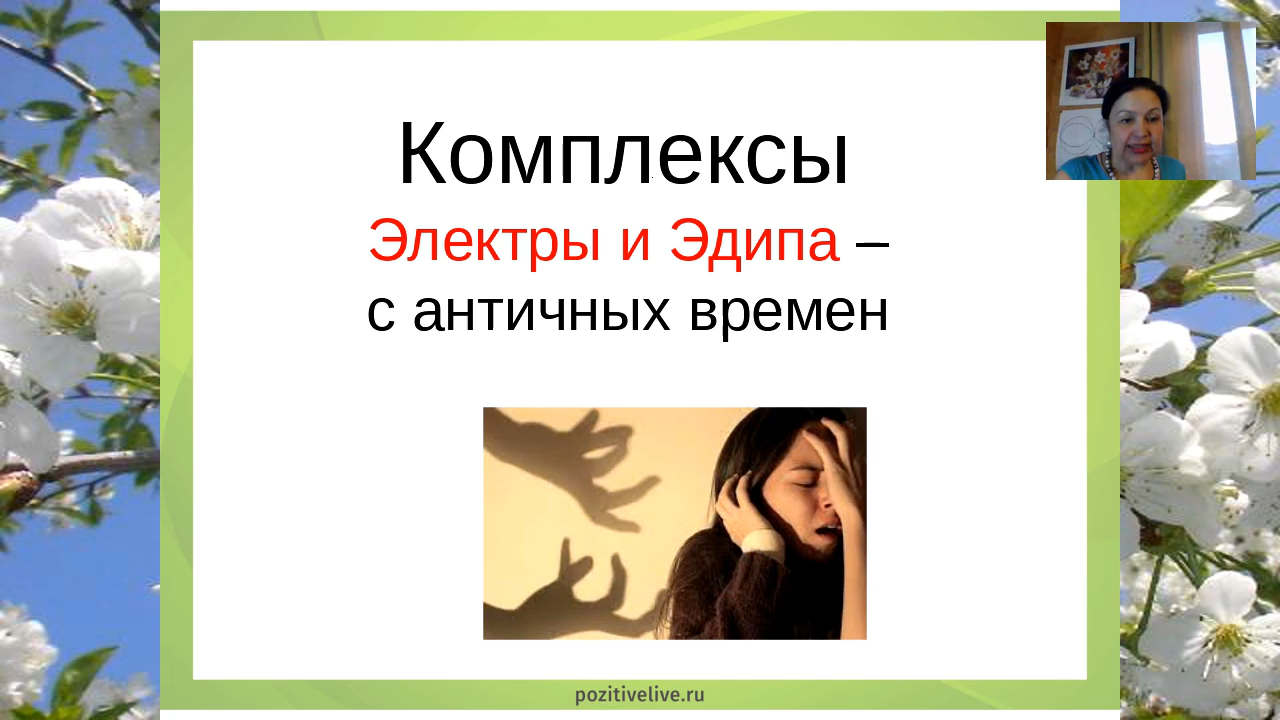 Комплексы
Электры и Эдипа –
с античных времен
pozitivelive.ru